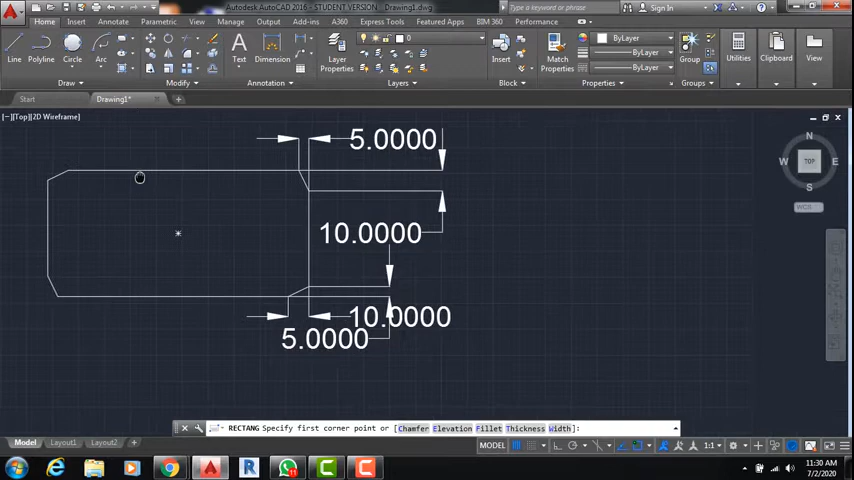 Autodesk AutoCAD 2016 - STUDENT VERSION Drawing1.dwg
Type a keyword or phrase
Sign In
Home Insert Annotate Parametric View Manage Output Add-ins A360 Express Tools Featured Apps BIM 360 Performance
Line Polyline Circle Arc Text Dimension Layer Properties 0 Insert Match Properties ByLayer ByLayer ByLayer Group Utilities Clipboard View
Draw Modify Annotation Layers Block Properties Groups
Start Drawing1*
[−][Top][2D Wireframe]
5.0000
N
W TOP E
S
WCS
10.0000
10.0000
5.0000
RECTANG Specify first corner point or [Chamfer Elevation Fillet Thickness Width]:
Model Layout1 Layout2
MODEL 1:1
11:30 AM
7/2/2020